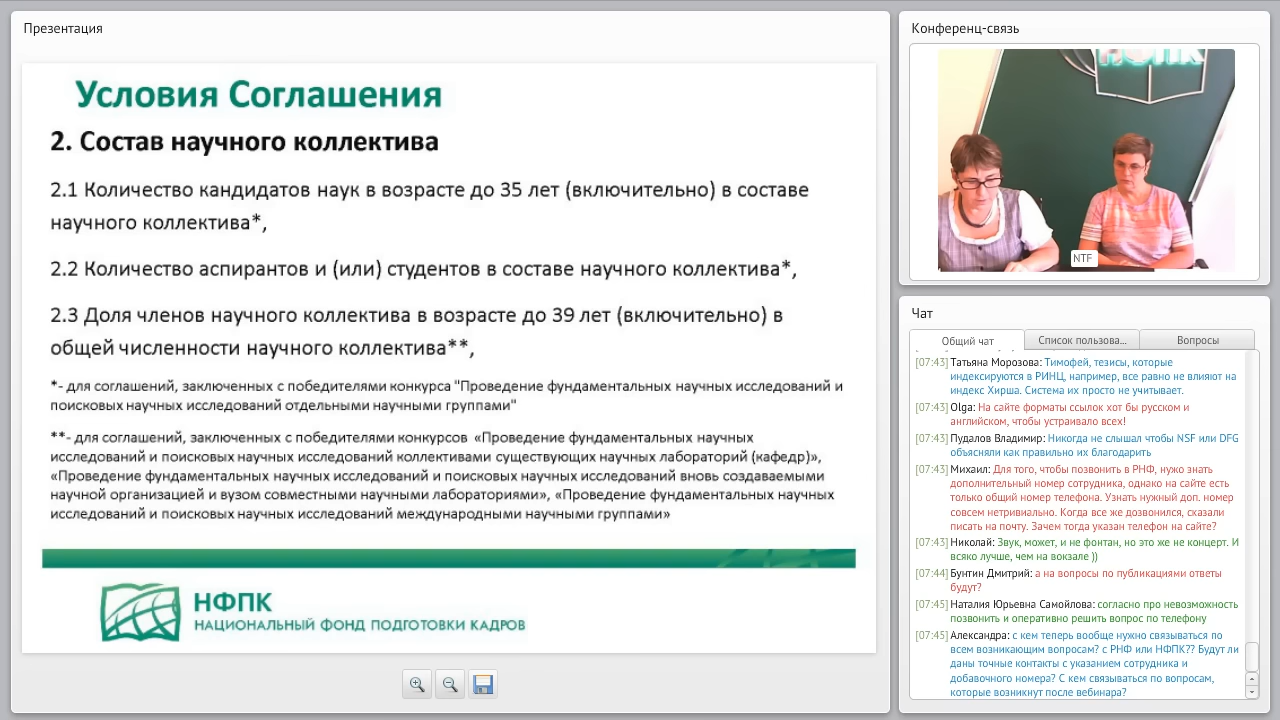 Презентация
Условия Соглашения
2. Состав научного коллектива
2.1 Количество кандидатов наук в возрасте до 35 лет (включительно) в составе
научного коллектива*,
2.2 Количество аспирантов и (или) студентов в составе научного коллектива*,
2.3 Доля членов научного коллектива в возрасте до 39 лет (включительно) в
общей численности научного коллектива**,
*- для соглашений, заключенных с победителями конкурса "Проведение фундаментальных научных исследований и
поисковых научных исследований отдельными научными группами"
**- для соглашений, заключенных с победителями конкурсов «Проведение фундаментальных научных
исследований и поисковых научных исследований коллективами существующих научных лабораторий (кафедр)»,
«Проведение фундаментальных научных исследований и поисковых научных исследований вновь создаваемыми
научной организацией и вузом совместными научными лабораториями», «Проведение фундаментальных научных
исследований и поисковых научных исследований международными научными группами»
НФПК
НАЦИОНАЛЬНЫЙ ФОНД ПОДГОТОВКИ КАДРОВ
Конференц-связь
НФПК
NTF
Чат
Общий чат
Список пользова...
Вопросы
[07:43] Татьяна Морозова: Тимофей, тезисы, которые
индексируются в РИНЦ, например, все равно не влияют на
индекс Хирша. Система их просто не учитывает.
[07:43] Olga: На сайте форматы ссылок хот бы русском и
английском, чтобы устраивало всех!
[07:43] Пудалов Владимир: Никогда не слышал чтобы NSF или DFG
объясняли как правильно их благодарить
[07:43] Михаил: Для того, чтобы позвонить в РНФ, нужо знать
дополнительный номер сотрудника, однако на сайте есть
только общий номер телефона. Узнать нужный доп. номер
совсем нетривиально. Когда все же дозвонился, сказали
писать на почту. Зачем тогда указан телефон на сайте?
[07:43] Николай: Звук, может, и не фонтан, но это же не концерт. И
всяко лучше, чем на вокзале ))
[07:44] Бунтин Дмитрий: а на вопросы по публикациями ответы
будут?
[07:45] Наталия Юрьевна Самойлова: согласно про невозможность
позвонить и оперативно решить вопрос по телефону
[07:45] Александра: с кем теперь вообще нужно связываться по
всем возникающим вопросам? с РНФ или НФПК?? Будут ли
даны точные контакты с указанием сотрудника и
добавочного номера? С кем связываться по вопросам,
которые возникнут после вебинара?